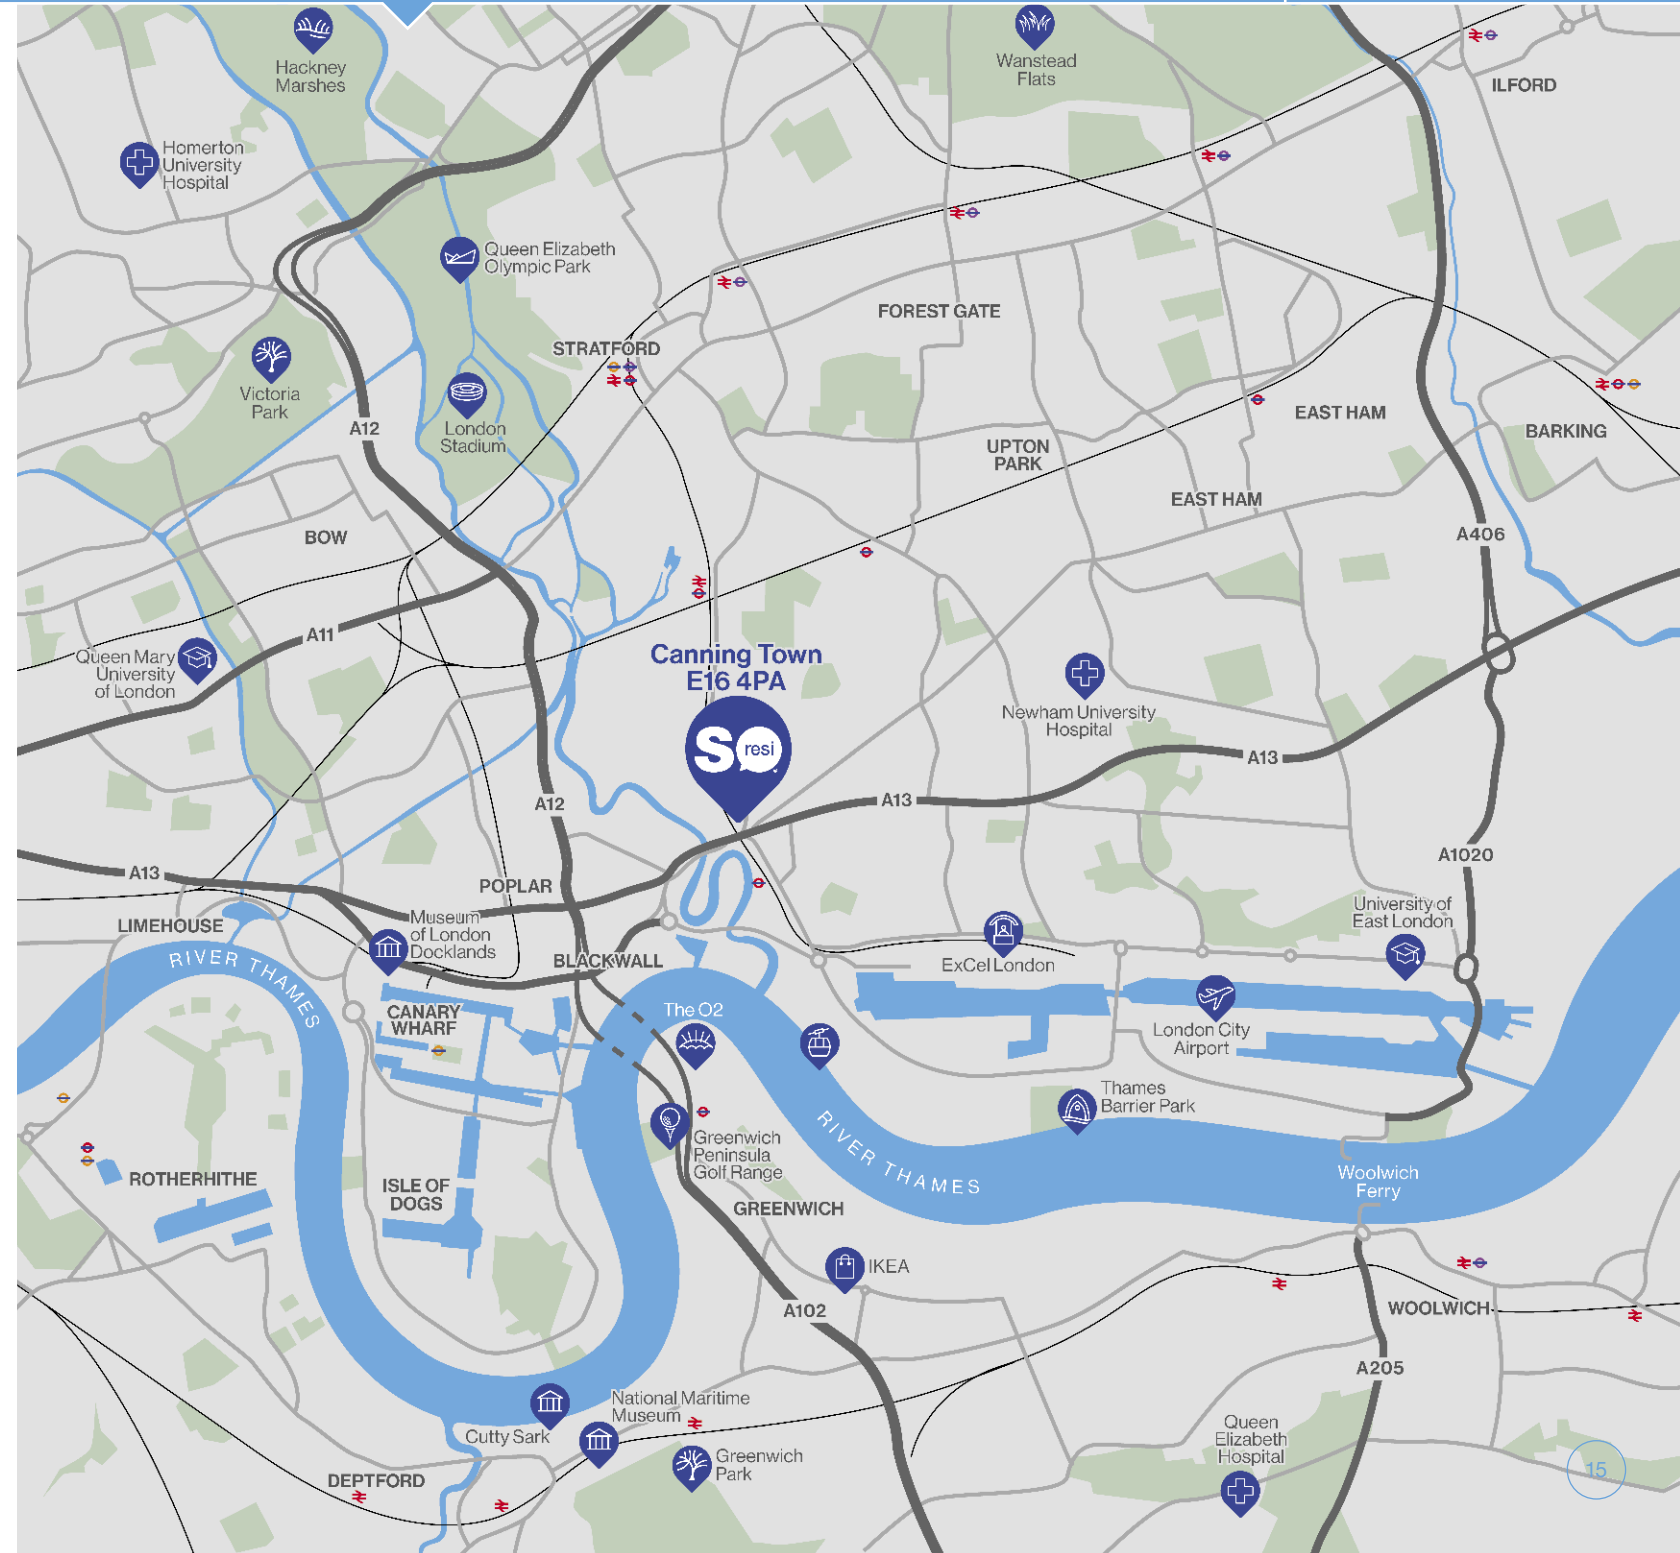 Hackney
Marshes
Wanstead
Flats
ILFORD
Homerton
University
Hospital
Queen Elizabeth
Olympic Park
FOREST GATE
STRATFORD
Victoria
Park
A12
London
Stadium
EAST HAM
BARKING
UPTON
PARK
EAST HAM
BOW
A406
A11
Queen Mary
University
of London
Canning Town
E16 4PA
SO
resi
Newham University
Hospital
A13
A12
A13
A13
A1020
POPLAR
LIMEHOUSE
Museum
of London
Docklands
University of
East London
RIVER THAMES
BLACKWALL
ExCel London
CANARY
WHARF
The O2
London City
Airport
Thames
Barrier Park
RIVER THAMES
Greenwich
Peninsula
Golf Range
ROTHERHITHE
ISLE OF
DOGS
Woolwich
Ferry
GREENWICH
IKEA
A102
WOOLWICH
A205
National Maritime
Museum
Cutty Sark
Queen
Elizabeth
Hospital
Greenwich
Park
DEPTFORD
15